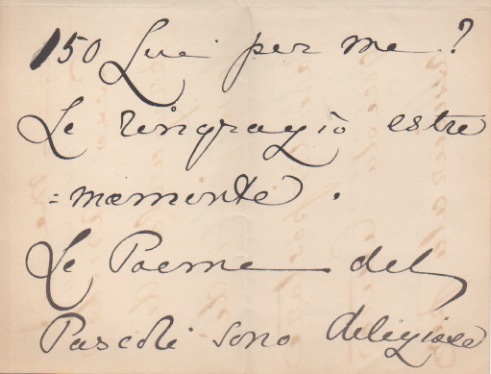 150 Lire per me?
Le ringrazio estre
=mamente.
Le Poeme del
Pascoli sono deliziose